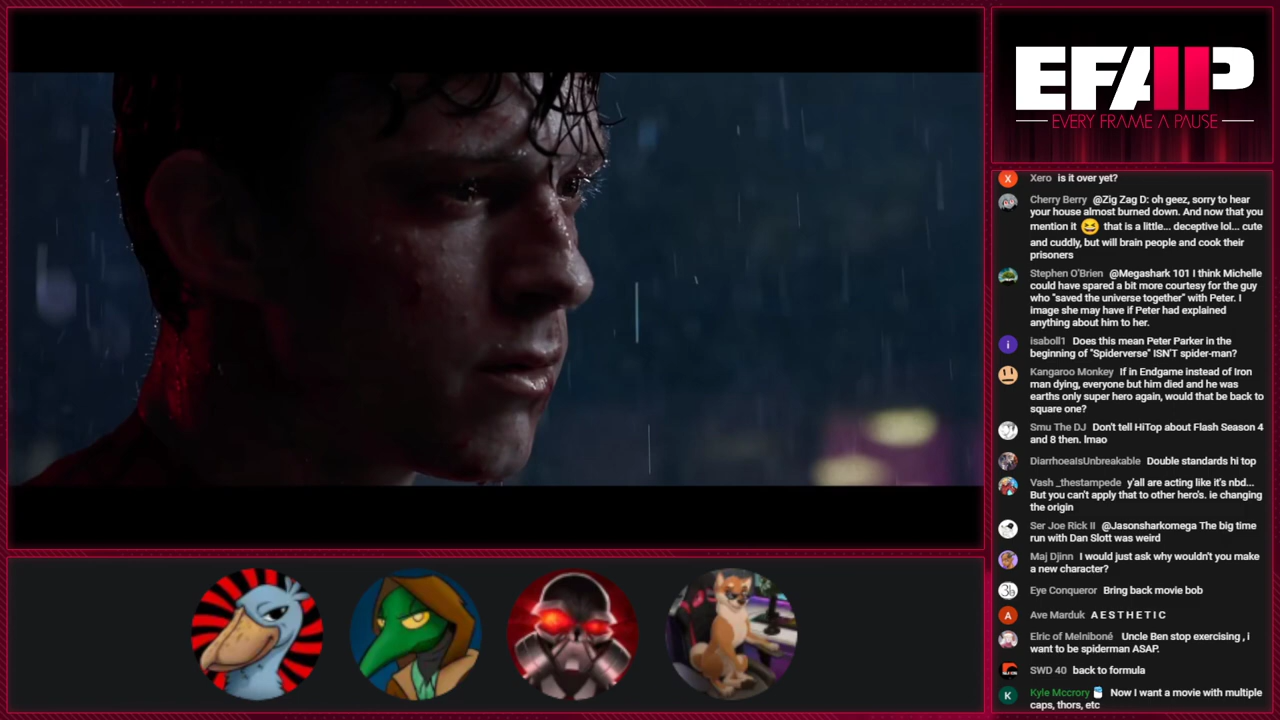 EFAP
EVERY FRAME A PAUSE
X
Xero is it over yet?
Cherry Berry @Zig Zag D: oh geez, sorry to hear
your house almost burned down. And now that you
mention it 😆 that is a little... deceptive lol... cute
and cuddly, but will brain people and cook their
prisoners
Stephen O'Brien @Megashark 101 I think Michelle
could have spared a bit more courtesy for the guy
who "saved the universe together" with Peter. I
image she may have if Peter had explained
anything about him to her.
i
isaboll1 Does this mean Peter Parker in the
beginning of "Spiderverse" ISN'T spider-man?
Kangaroo Monkey If in Endgame instead of Iron
man dying, everyone but him died and he was
earths only super hero again, would that be back to
square one?
Smu The DJ Don't tell HiTop about Flash Season 4
and 8 then. lmao
DiarrhoeaIsUnbreakable Double standards hi top
Vash _thestampede y'all are acting like it's nbd...
But you can't apply that to other hero's. ie changing
the origin
Ser Joe Rick II @Jasonsharkomega The big time
run with Dan Slott was weird
Maj Djinn I would just ask why wouldn't you make
a new character?
Eye Conqueror Bring back movie bob
A
Ave Marduk A E S T H E T I C
Elric of Melniboné Uncle Ben stop exercising , i
want to be spiderman ASAP.
SWD 40 back to formula
K
Kyle Mccrory Now I want a movie with multiple
caps, thors, etc